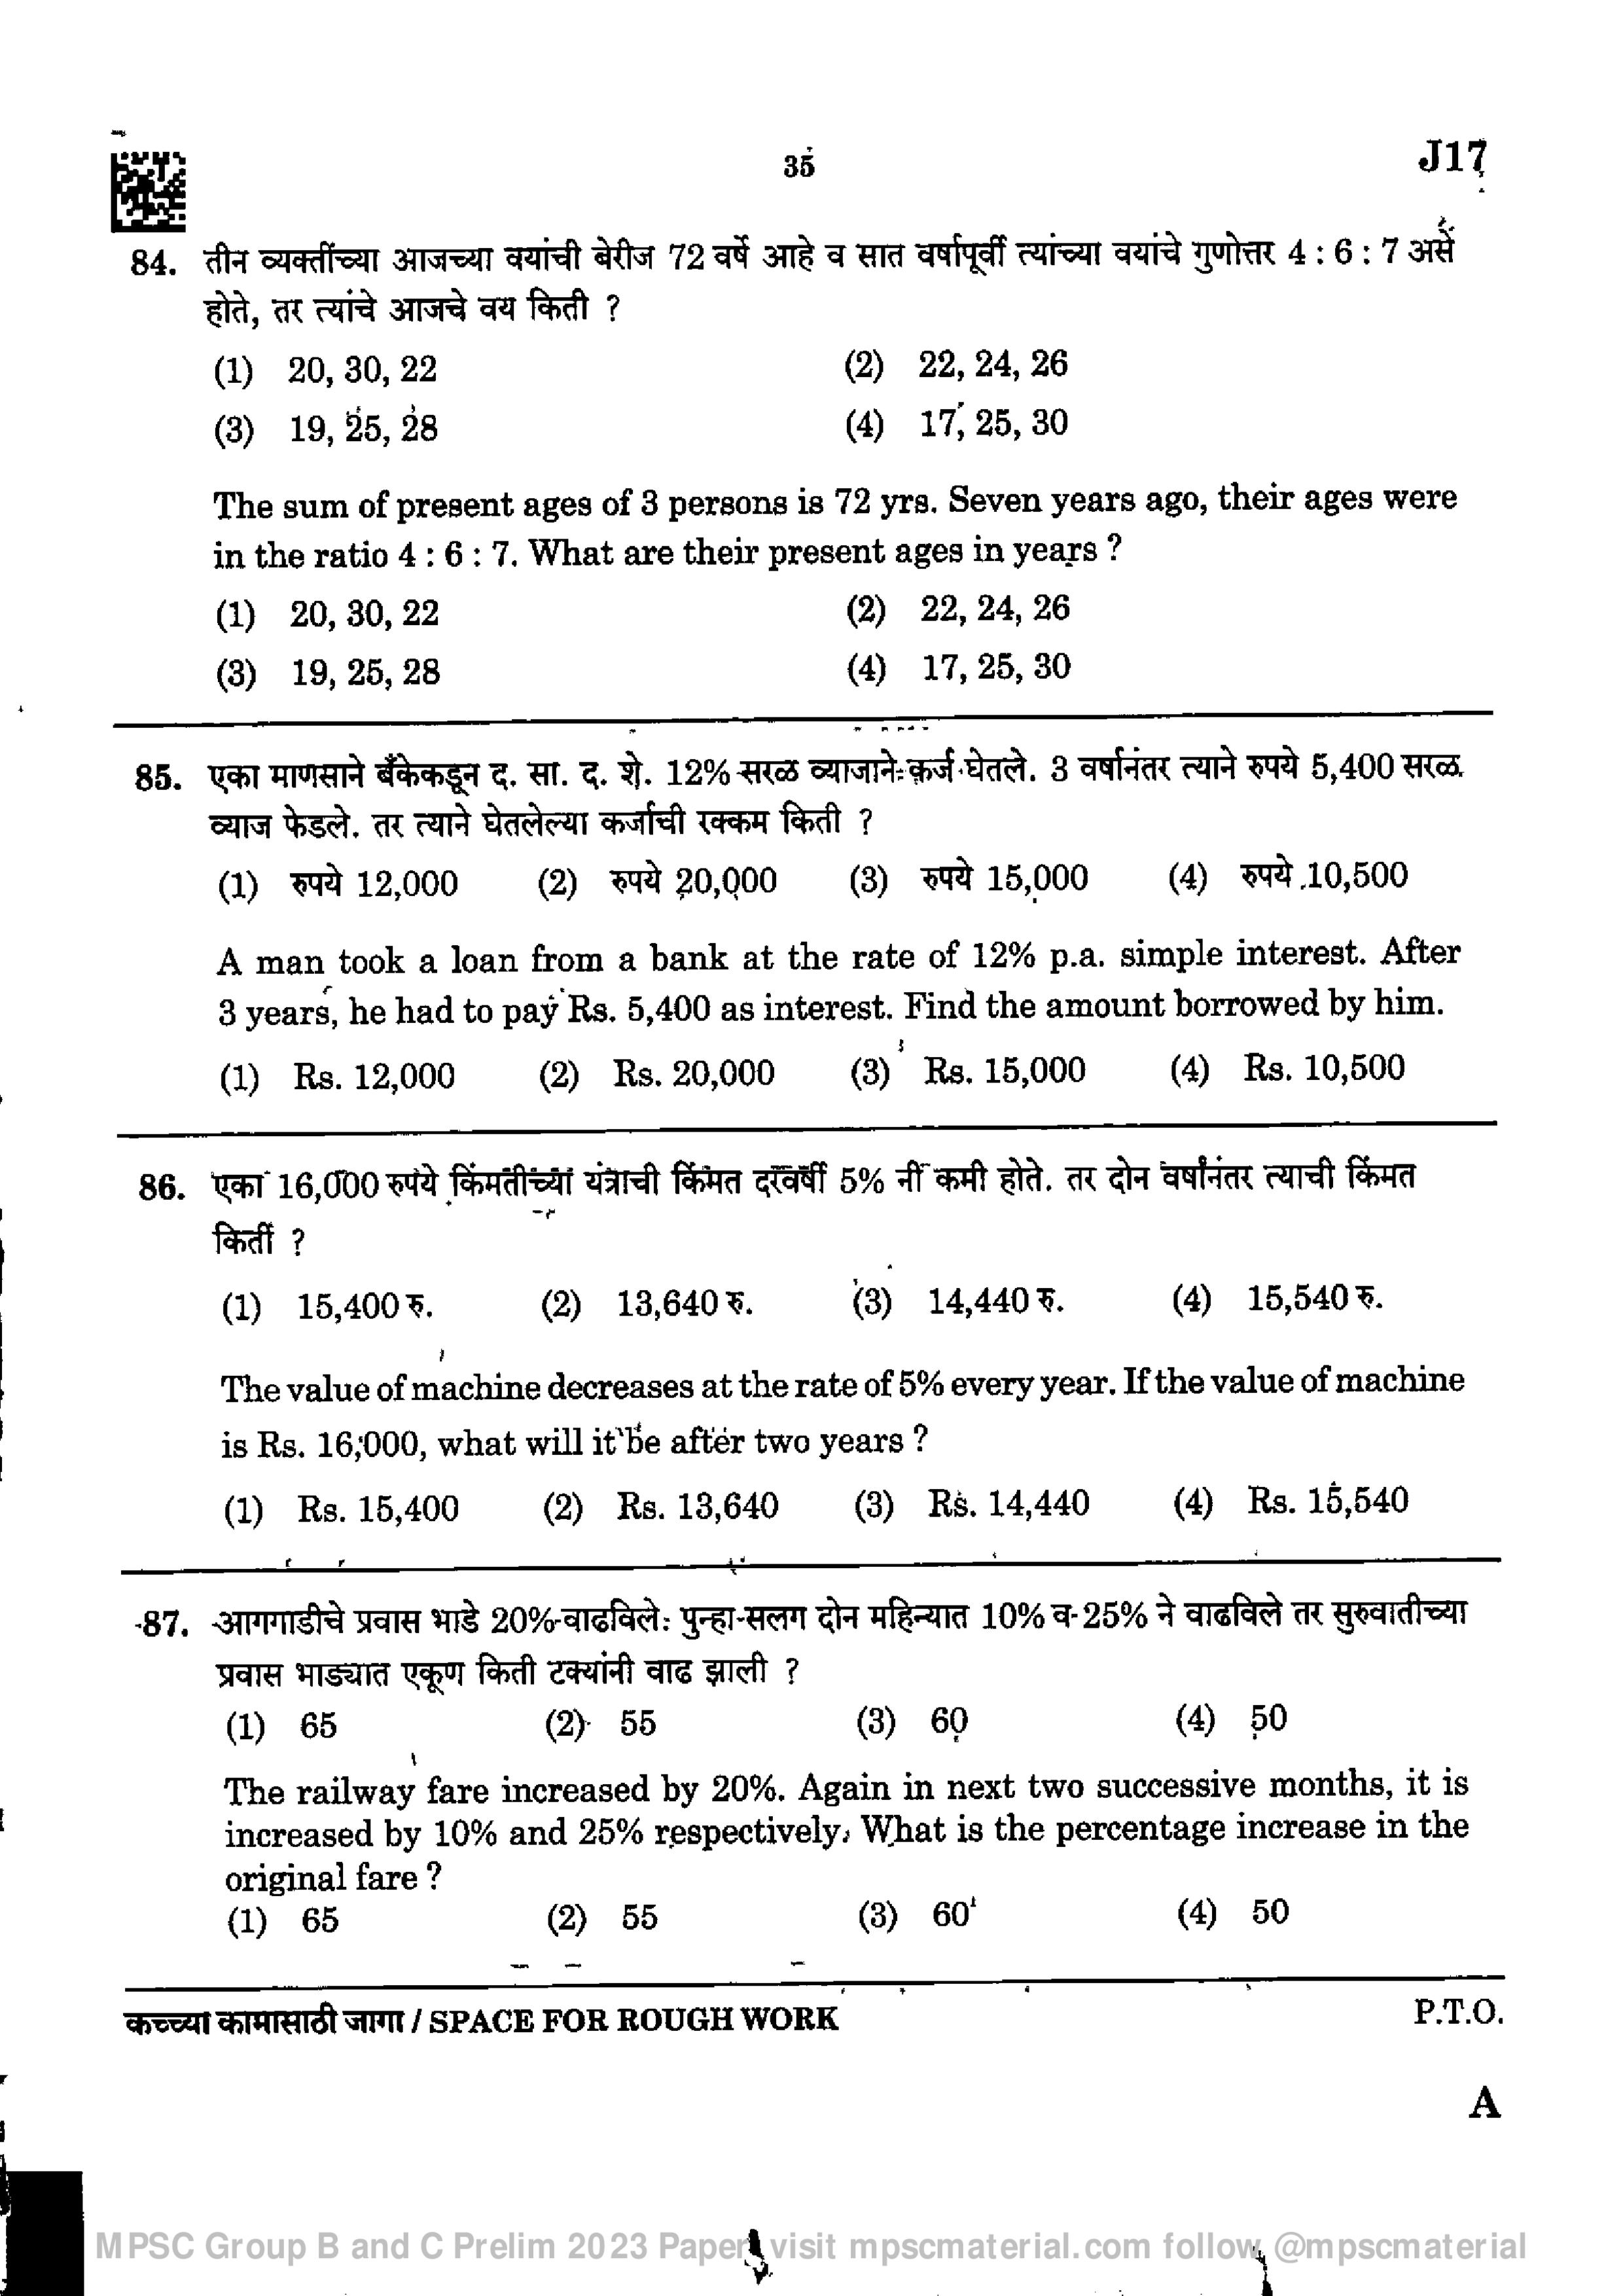 35
J17
84. तीन व्यक्तींच्या आजच्या वयांची बेरीज 72 वर्षे आहे व सात वर्षापूर्वी त्यांच्या वयांचे गुणोत्तर 4 : 6 : 7 असे
होते, तर त्यांचे आजचे वय किती ?
(1) 20, 30, 22 (2) 22, 24, 26
(3) 19, 25, 28 (4) 17, 25, 30
The sum of present ages of 3 persons is 72 yrs. Seven years ago, their ages were
in the ratio 4 : 6 : 7. What are their present ages in years ?
(1) 20, 30, 22 (2) 22, 24, 26
(3) 19, 25, 28 (4) 17, 25, 30
85. एका माणसाने बँकेकडून द. सा. द. शे. 12% सरळ व्याजाने कर्ज घेतले. 3 वर्षानंतर त्याने रुपये 5,400 सरळ
व्याज फेडले. तर त्याने घेतलेल्या कर्जाची रक्कम किती ?
(1) रुपये 12,000 (2) रुपये 20,000 (3) रुपये 15,000 (4) रुपये 10,500
A man took a loan from a bank at the rate of 12% p.a. simple interest. After
3 years, he had to pay Rs. 5,400 as interest. Find the amount borrowed by him.
(1) Rs. 12,000 (2) Rs. 20,000 (3) Rs. 15,000 (4) Rs. 10,500
86. एका 16,000 रुपये किंमतीच्या यंत्राची किंमत दरवर्षी 5% नीं कमी होते. तर दोन वर्षांनंतर त्याची किंमत
किती ?
(1) 15,400 रु. (2) 13,640 रु. (3) 14,440 रु. (4) 15,540 रु.
The value of machine decreases at the rate of 5% every year. If the value of machine
is Rs. 16,000, what will it be after two years ?
(1) Rs. 15,400 (2) Rs. 13,640 (3) Rs. 14,440 (4) Rs. 15,540
87. आगगाडीचे प्रवास भाडे 20% वाढविले. पुन्हा सलग दोन महिन्यात 10% व 25% ने वाढविले तर सुरुवातीच्या
प्रवास भाड्यात एकूण किती टक्यांनी वाढ झाली ?
(1) 65 (2) 55 (3) 60 (4) 50
The railway fare increased by 20%. Again in next two successive months, it is
increased by 10% and 25% respectively. What is the percentage increase in the
original fare ?
(1) 65 (2) 55 (3) 60 (4) 50
कच्च्या कामासाठी जागा / SPACE FOR ROUGH WORK
P.T.O.
A
MPSC Group B and C Prelim 2023 Paper visit mpscmaterial.com follow @mpscmaterial